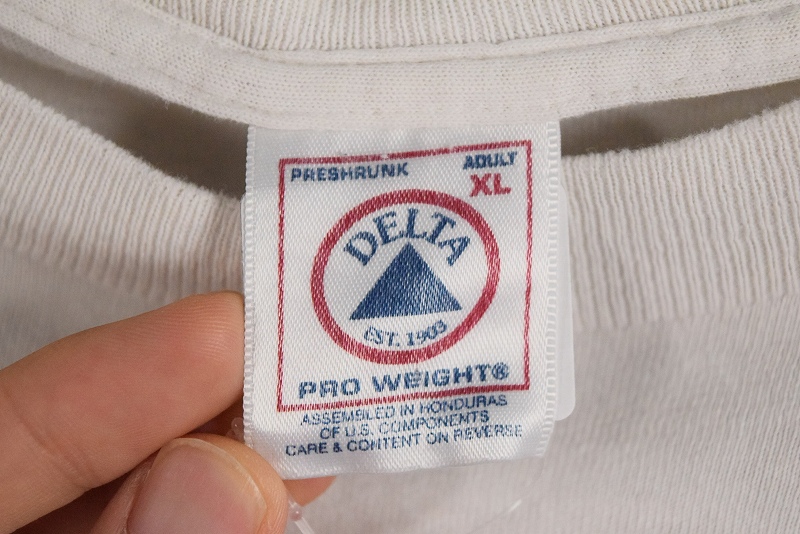 PRESHRUNK
ADULT
XL
DELTA
EST. 1903
PRO WEIGHT®
ASSEMBLED IN HONDURAS
OF U.S. COMPONENTS
CARE & CONTENT ON REVERSE